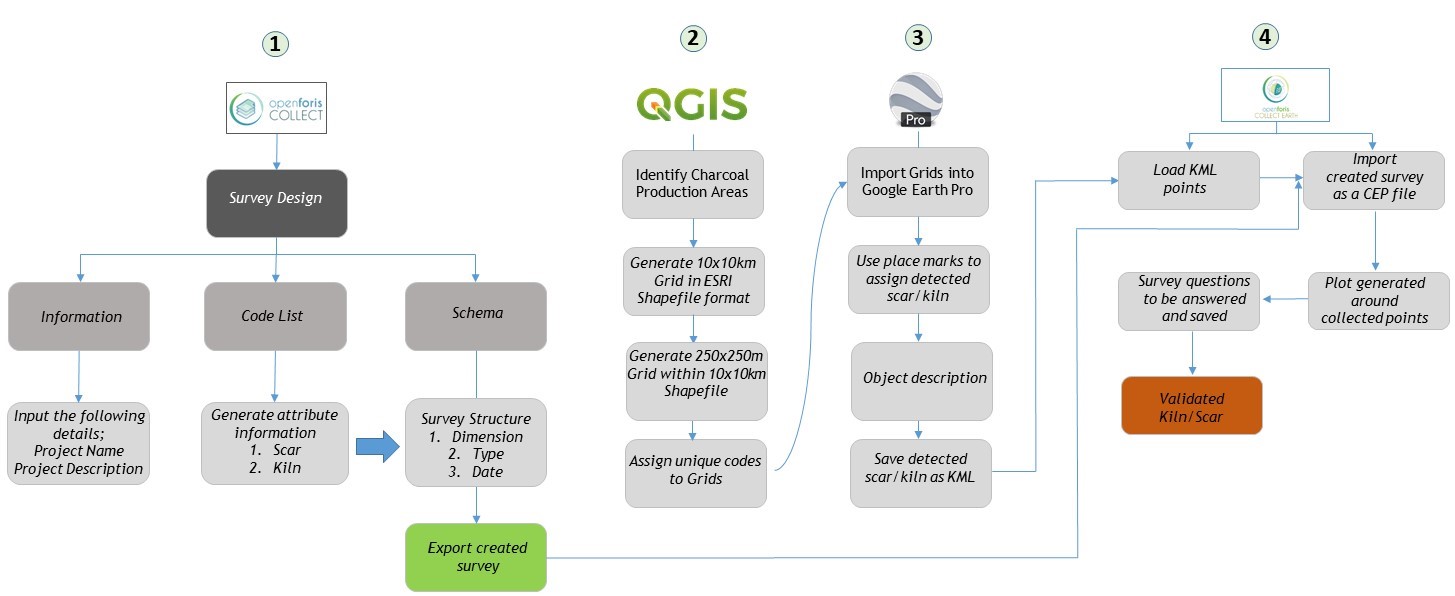 1
openforis
COLLECT
Survey Design
Information
Code List
Schema
Input the following
details;
Project Name
Project Description
Generate attribute
information
1. Scar
2. Kiln
Survey Structure
1. Dimension
2. Type
3. Date
Export created
survey
2
QGIS
Identify Charcoal
Production Areas
Generate 10x10km
Grid in ESRI
Shapefile format
Generate 250x250m
Grid within 10x10km
Shapefile
Assign unique codes
to Grids
3
Pro
Import Grids into
Google Earth Pro
Use place marks to
assign detected
scar/kiln
Object description
Save detected
scar/kiln as KML
4
openforis
COLLECT EARTH
Load KML
points
Import
created survey
as a CEP file
Survey questions
to be answered
and saved
Plot generated
around
collected points
Validated
Kiln/Scar